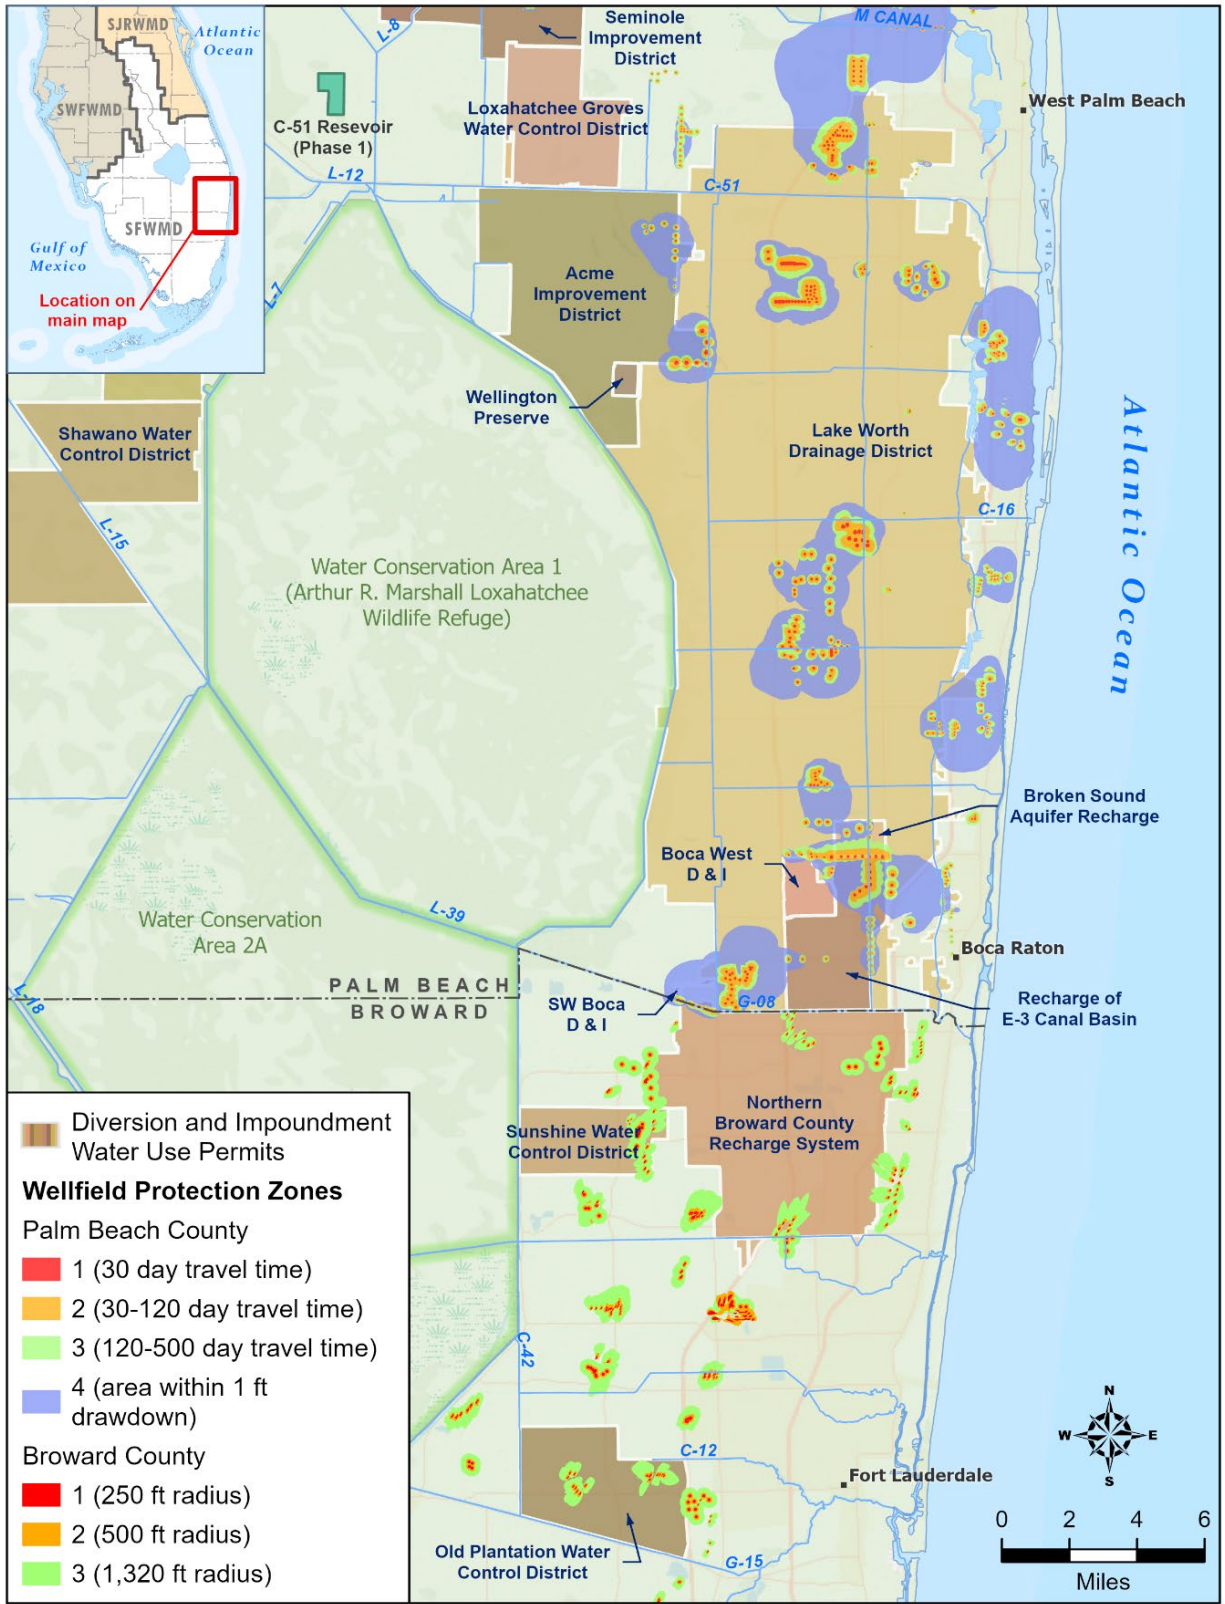 SJRWMD
Atlantic
Ocean
SWFWMD
SFWMD
Gulf of
Mexico
Location on
main map
L-8
Seminole
Improvement
District
M CANAL
C-51 Resevoir
(Phase 1)
Loxahatchee Groves
Water Control District
West Palm Beach
L-12
C-51
L-7
Acme
Improvement
District
Wellington
Preserve
Shawano Water
Control District
Lake Worth
Drainage District
Atlantic Ocean
L-15
C-16
Water Conservation Area 1
(Arthur R. Marshall Loxahatchee
Wildlife Refuge)
Broken Sound
Aquifer Recharge
Boca West
D & I
Water Conservation
Area 2A
L-39
Boca Raton
L-18
PALM BEACH
BROWARD
SW Boca
D & I
G-08
Recharge of
E-3 Canal Basin
Northern
Broward County
Recharge System
Sunshine Water
Control District
C-42
C-12
Fort Lauderdale
Old Plantation Water
Control District
G-15
Diversion and Impoundment
Water Use Permits
Wellfield Protection Zones
Palm Beach County
1 (30 day travel time)
2 (30-120 day travel time)
3 (120-500 day travel time)
4 (area within 1 ft
drawdown)
Broward County
1 (250 ft radius)
2 (500 ft radius)
3 (1,320 ft radius)
N
W E
S
0 2 4 6
Miles